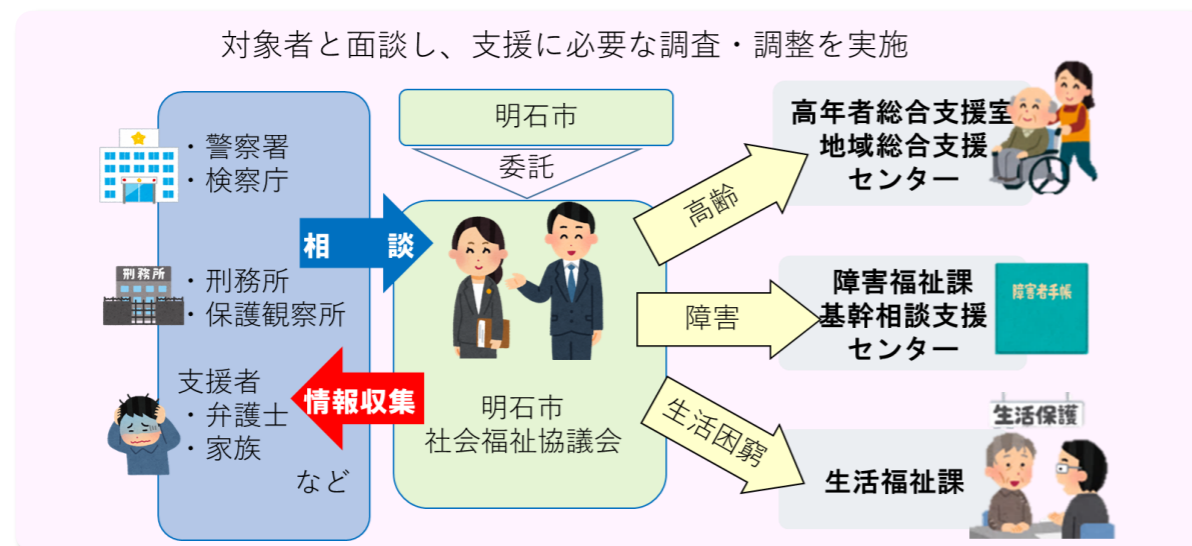 対象者と面談し、支援に必要な調査・調整を実施
・警察署
・検察庁
刑務所
・刑務所
・保護観察所
支援者
・弁護士
・家族
など
相　談
情報収集
明石市
委託
明石市
社会福祉協議会
高齢
障害
生活困窮
高年者総合支援室
地域総合支援
センター
障害福祉課
基幹相談支援
センター
障害者手帳
生活保護
生活福祉課